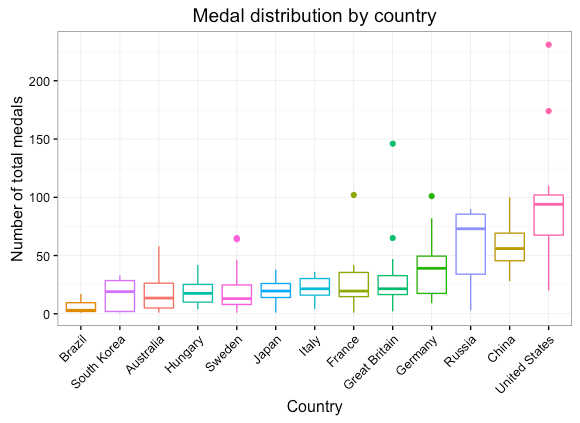 Medal distribution by country
Number of total medals
200
150
100
50
0
Brazil
South Korea
Australia
Hungary
Sweden
Japan
Italy
France
Great Britain
Germany
Russia
China
United States
Country